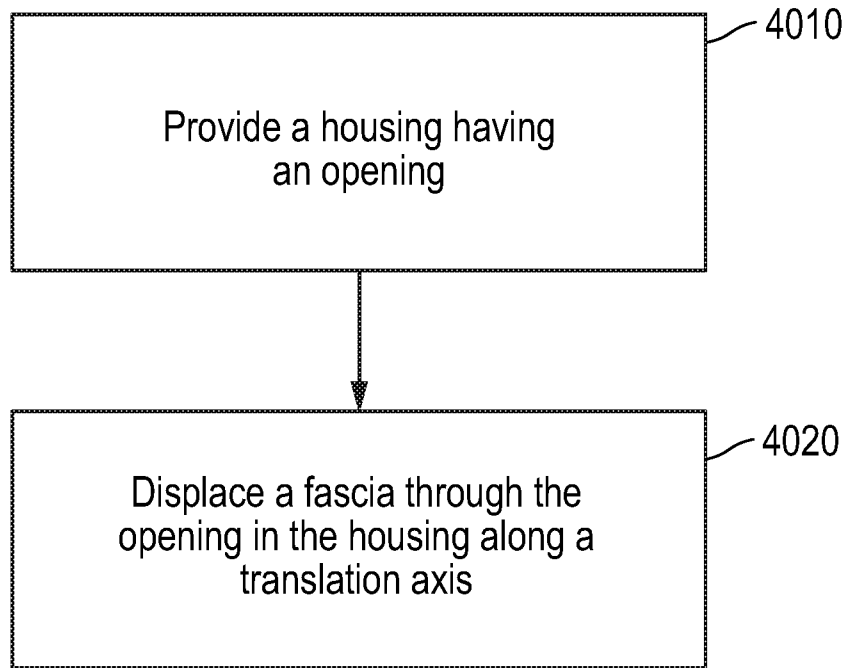 4010
Provide a housing having
an opening
4020
Displace a fascia through the
opening in the housing along a
translation axis